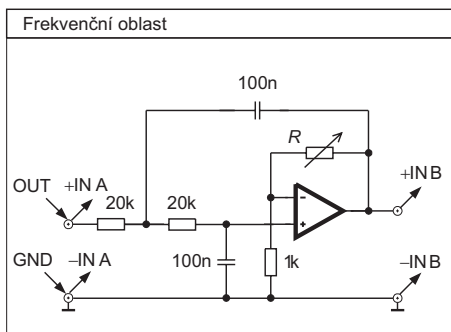 Frekvenční oblast
100n
R
OUT
+IN A
20k
20k
+IN B
GND
−IN A
100n
1k
−IN B
−
+